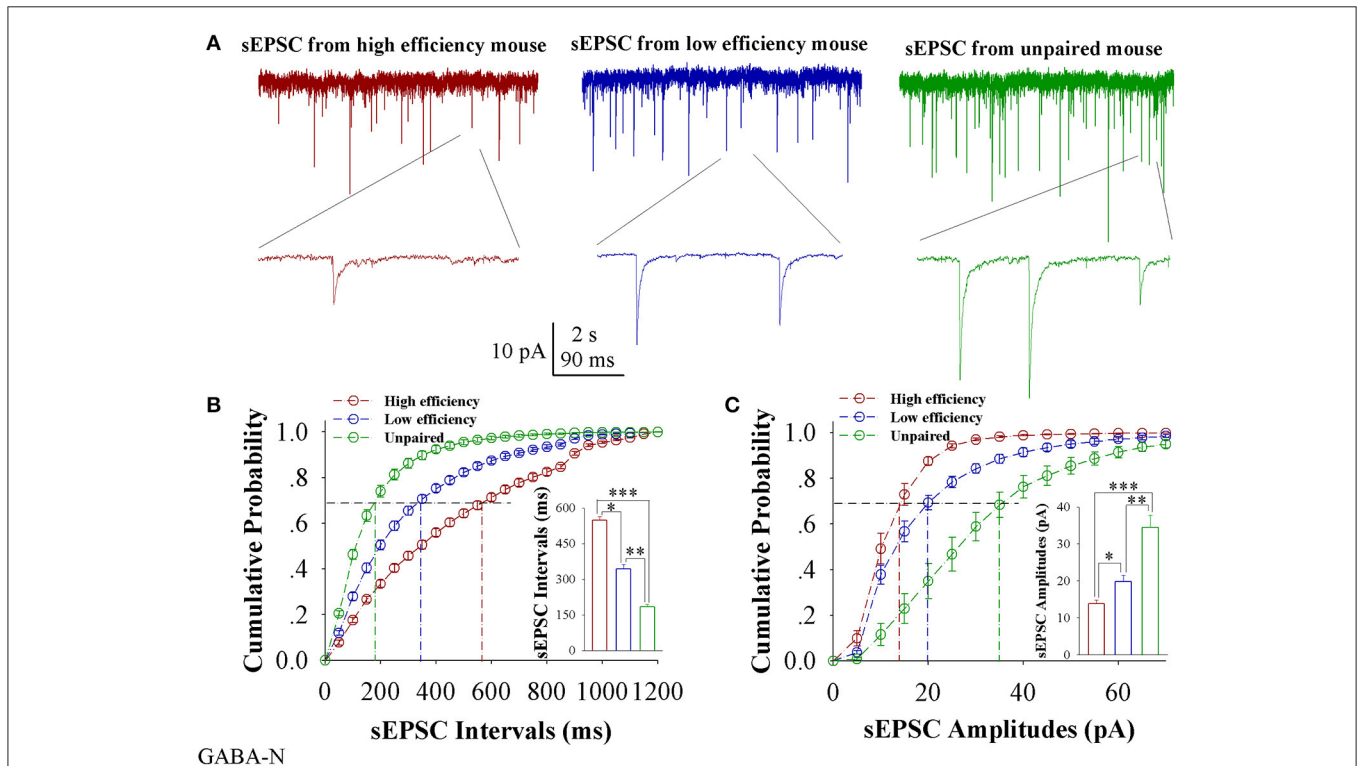 A
sEPSC from high efficiency mouse
sEPSC from low efficiency mouse
sEPSC from unpaired mouse
10 pA
2 s
90 ms
B
High efficiency
Low efficiency
Unpaired
Cumulative Probability
1.0
.8
.6
.4
.2
0.0
0
200
400
600
800
1000
1200
sEPSC Intervals (ms)
sEPSC Intervals (ms)
600
450
300
150
0
***
*
**
C
High efficiency
Low efficiency
Unpaired
Cumulative Probability
1.0
.8
.6
.4
.2
0.0
0
20
40
60
sEPSC Amplitudes (pA)
sEPSC Amplitudes (pA)
40
30
20
10
0
***
**
*
GABA-N